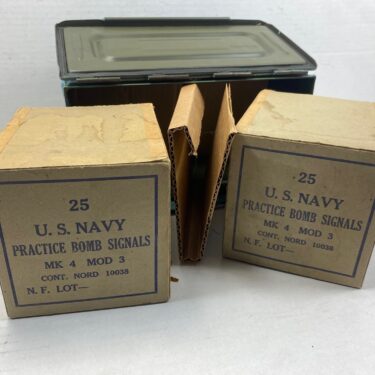 25
U. S. NAVY
PRACTICE BOMB SIGNALS
MK 4 MOD 3
CONT. NORD 10038
N. F. LOT—
25
U. S. NAVY
PRACTICE BOMB SIGNALS
MK 4 MOD 3
CONT. NORD 10038
N. F. LOT—